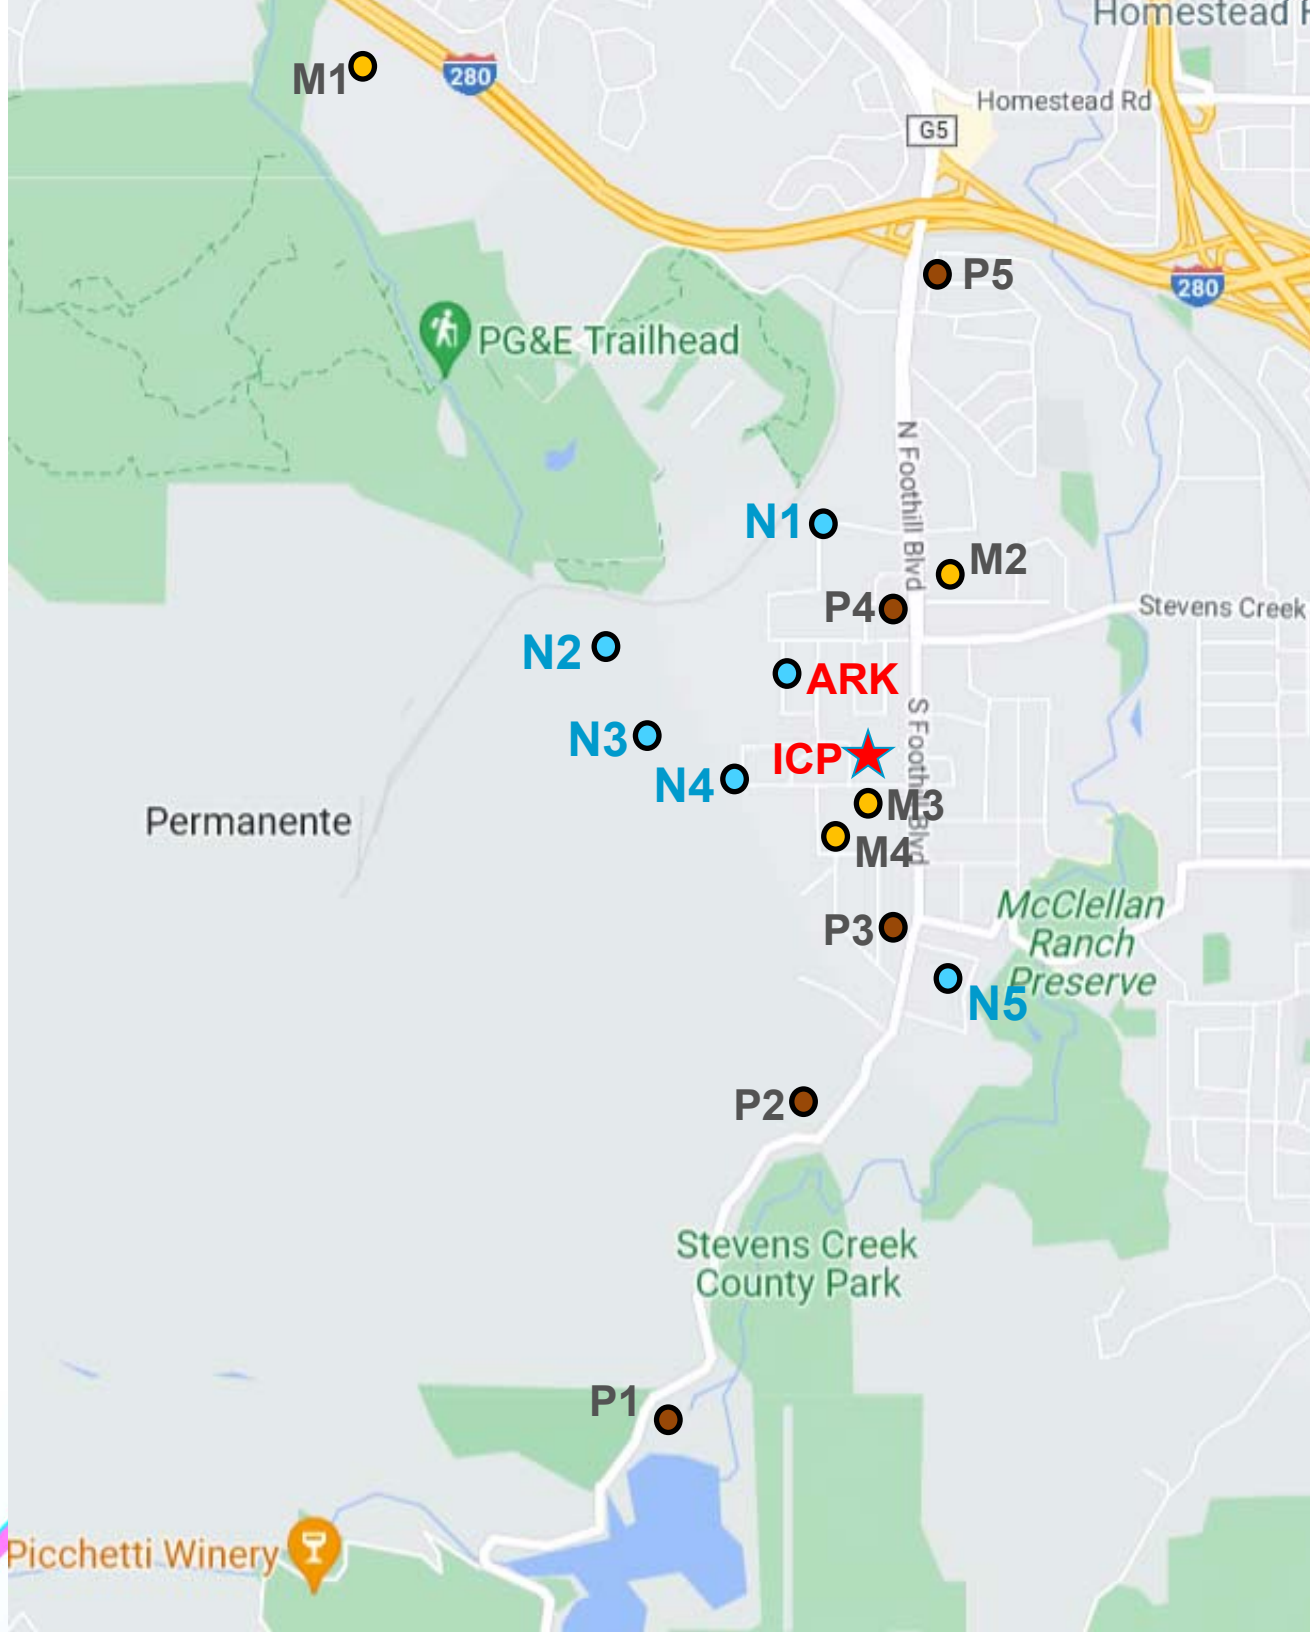 Homestead
M1
280
Homestead Rd
G5
P5
280
PG&E Trailhead
N Foothill Blvd
N1
M2
P4
Stevens Creek
N2
ARK
S Foothill Blvd
N3
ICP
N4
M3
Permanente
M4
McClellan
Ranch
Preserve
P3
N5
P2
Stevens Creek
County Park
P1
Picchetti Winery